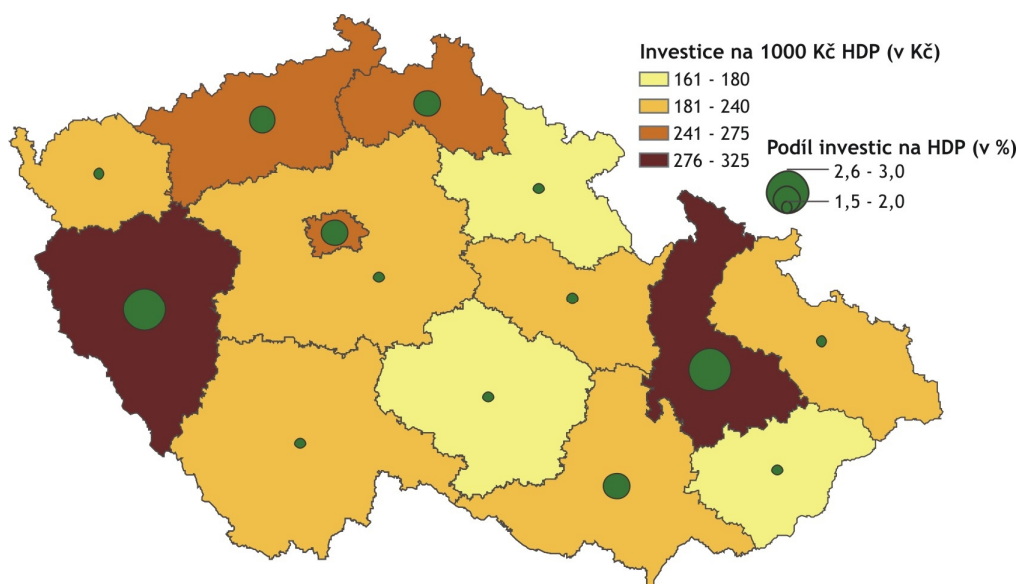 Investice na 1000 Kč HDP (v Kč)
161 - 180
181 - 240
241 - 275
276 - 325
Podíl investic na HDP (v %)
2,6 - 3,0
1,5 - 2,0